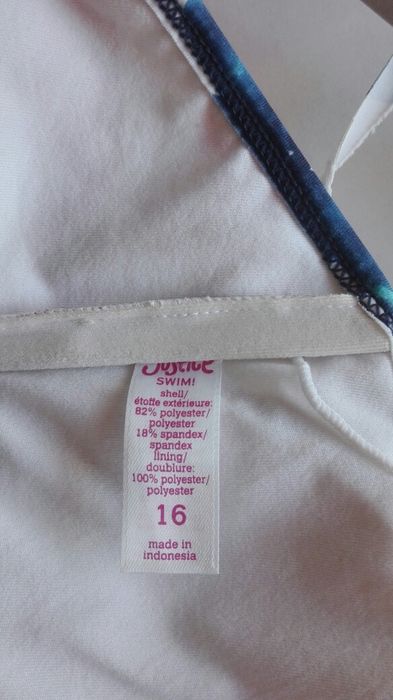 Justice
SWIM!
shell/
étoffe extérieure:
82% polyester/
polyester
18% spandex/
spandex
lining/
doublure:
100% polyester/
polyester
16
made in
indonesia